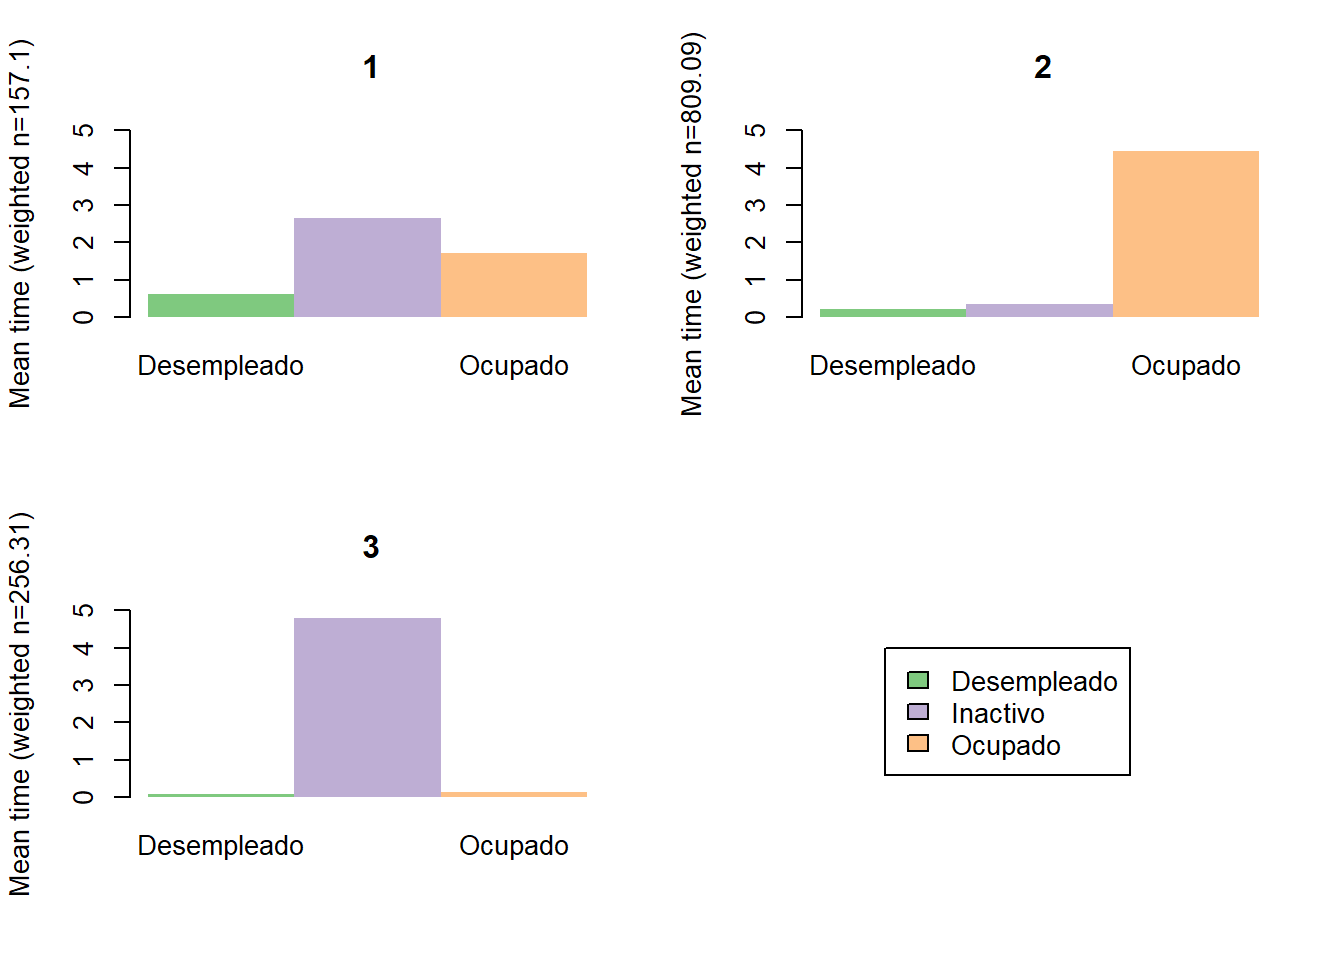 1
Mean time (weighted n=157.1)
5
4
3
2
1
0
Desempleado Ocupado
2
Mean time (weighted n=809.09)
5
4
3
2
1
0
Desempleado Ocupado
3
Mean time (weighted n=256.31)
5
4
3
2
1
0
Desempleado Ocupado
Desempleado
Inactivo
Ocupado